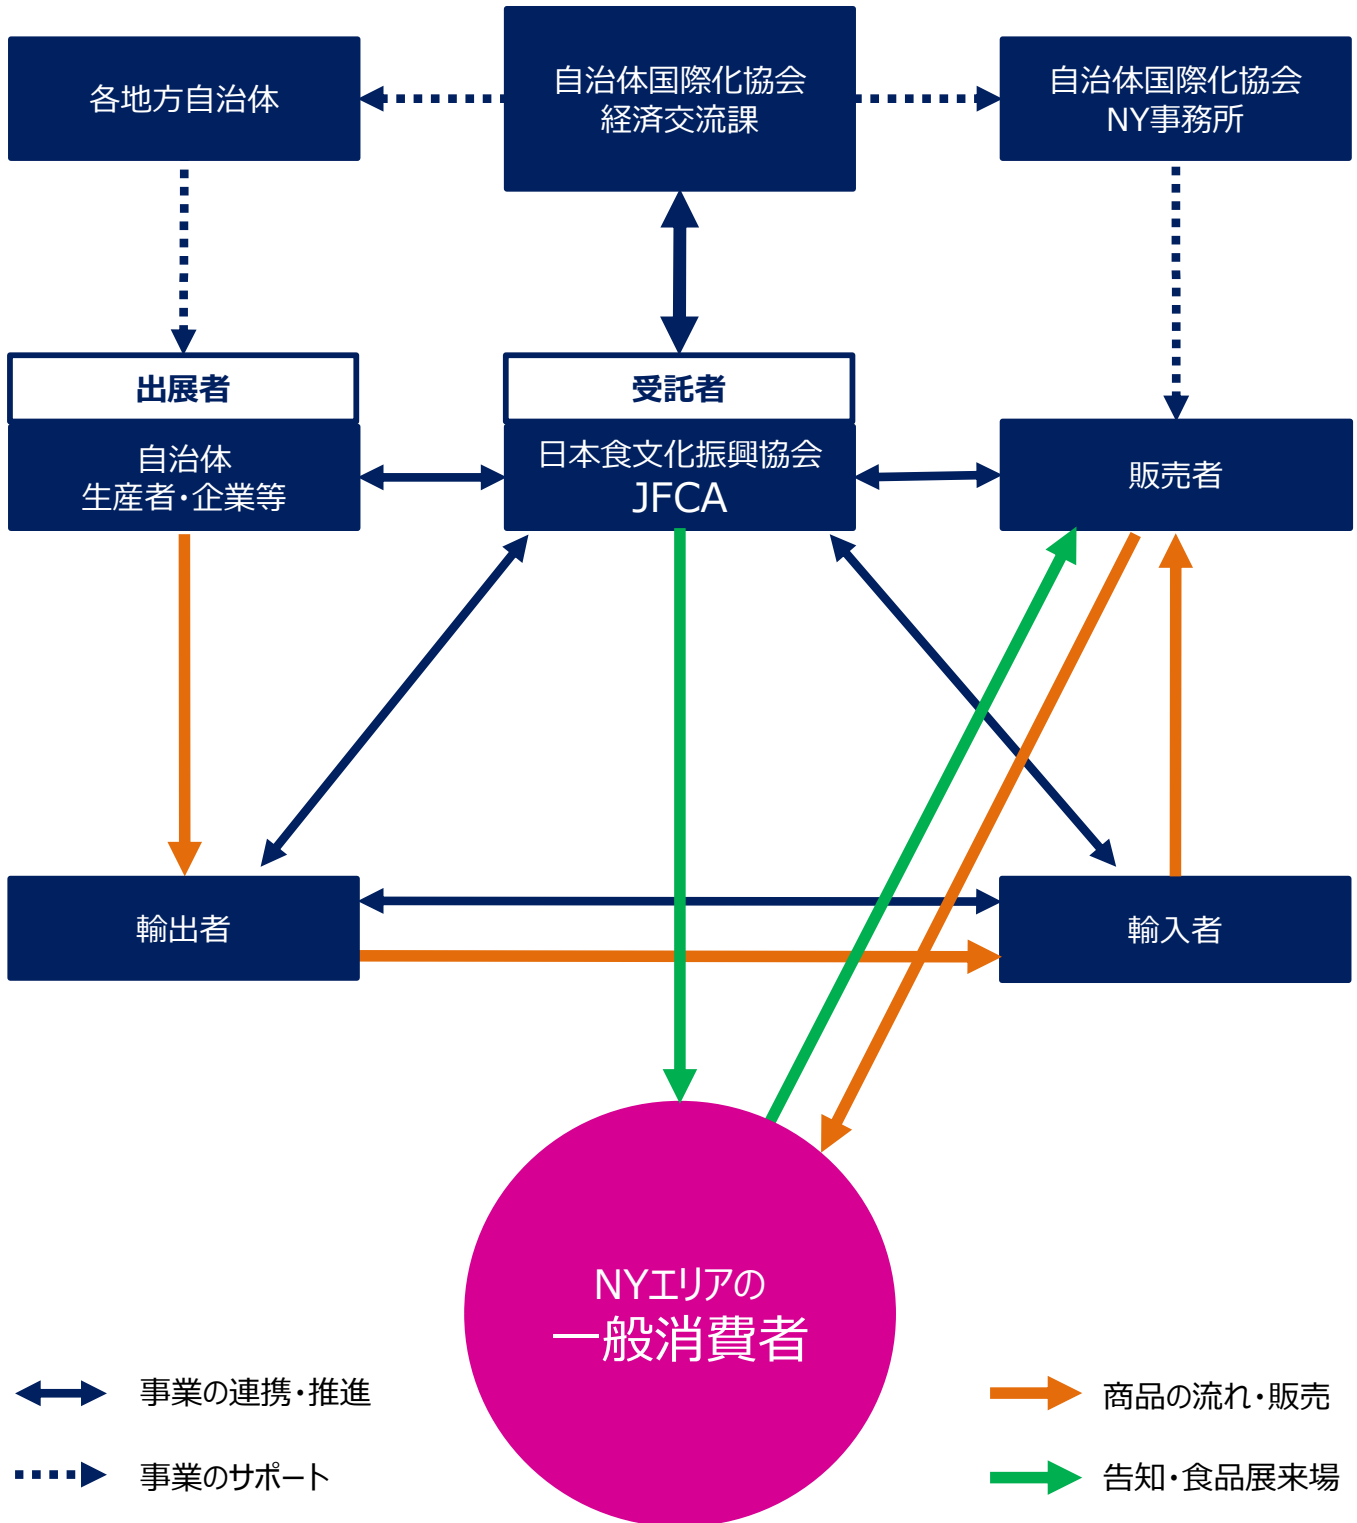 各地方自治体
自治体国際化協会
経済交流課
自治体国際化協会
NY事務所
出展者
自治体
生産者・企業等
受託者
日本食文化振興協会
JFCA
販売者
輸出者
輸入者
NYエリアの
一般消費者
事業の連携・推進
事業のサポート
商品の流れ・販売
告知・食品展来場